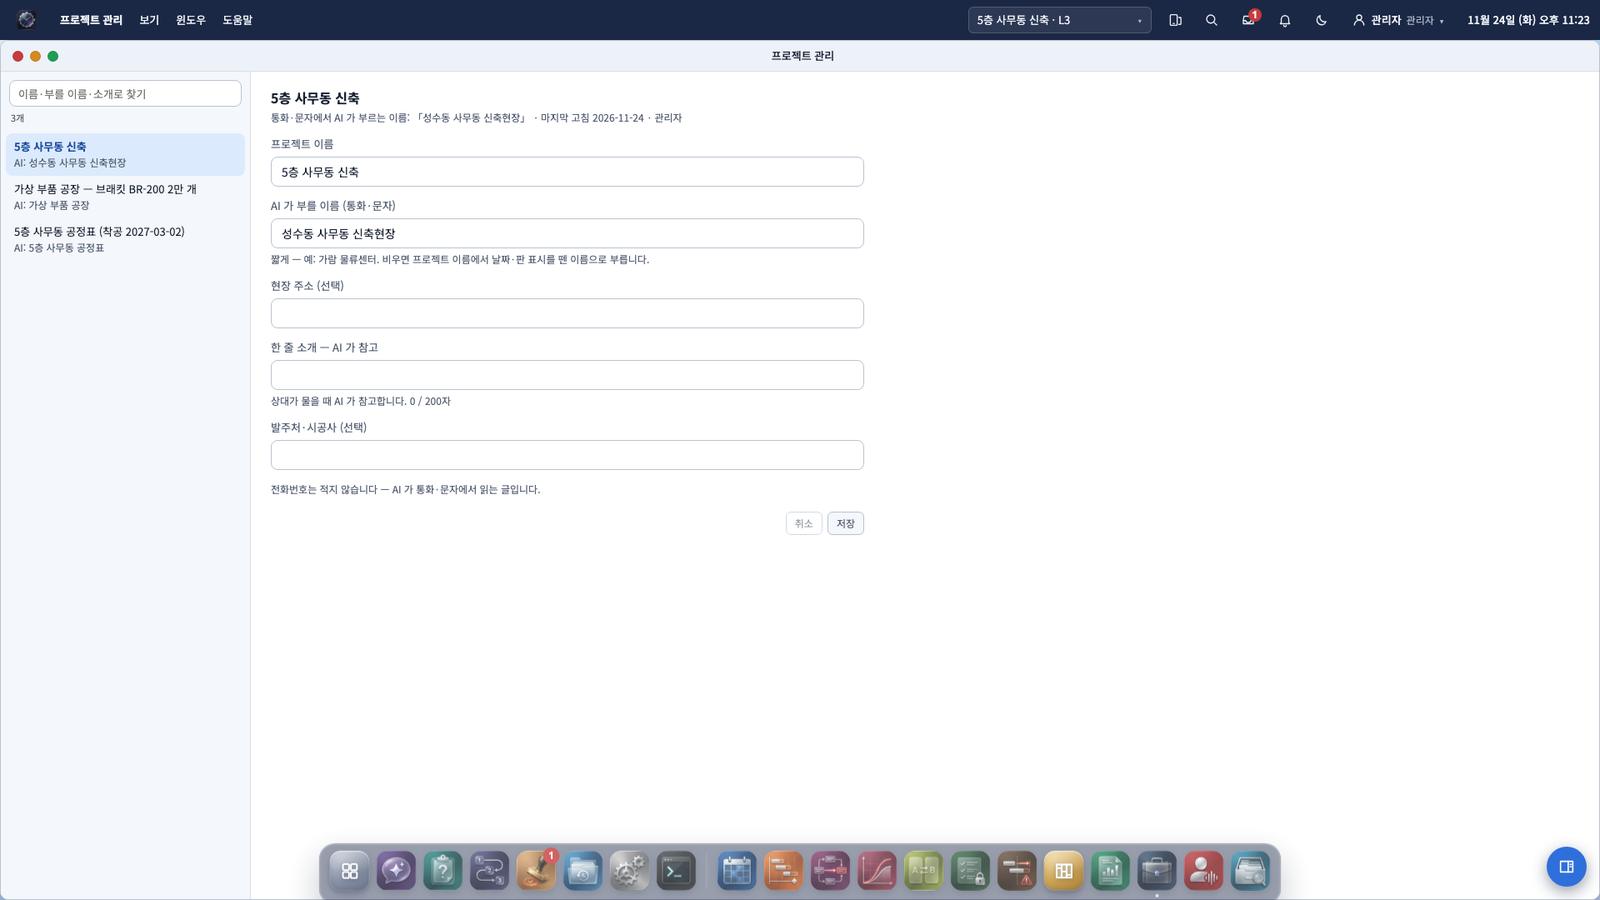 프로젝트 관리 보기 윈도우 도움말 5층 사무동 신축 · L3 1 관리자 관리자 11월 24일 (화) 오후 11:23
프로젝트 관리
이름·부를 이름·소개로 찾기
3개
5층 사무동 신축
AI: 성수동 사무동 신축현장
가상 부품 공장 — 브래킷 BR-200 2만 개
AI: 가상 부품 공장
5층 사무동 공정표 (착공 2027-03-02)
AI: 5층 사무동 공정표
5층 사무동 신축
통화·문자에서 AI 가 부르는 이름: 「성수동 사무동 신축현장」 · 마지막 고침 2026-11-24 · 관리자
프로젝트 이름
5층 사무동 신축
AI 가 부를 이름 (통화·문자)
성수동 사무동 신축현장
짧게 — 예: 가람 물류센터. 비우면 프로젝트 이름에서 날짜·판 표시를 뗀 이름으로 부릅니다.
현장 주소 (선택)
한 줄 소개 — AI 가 참고
상대가 물을 때 AI 가 참고합니다. 0 / 200자
발주처·시공사 (선택)
전화번호는 적지 않습니다 — AI 가 통화·문자에서 읽는 글입니다.
취소 저장
1
A B